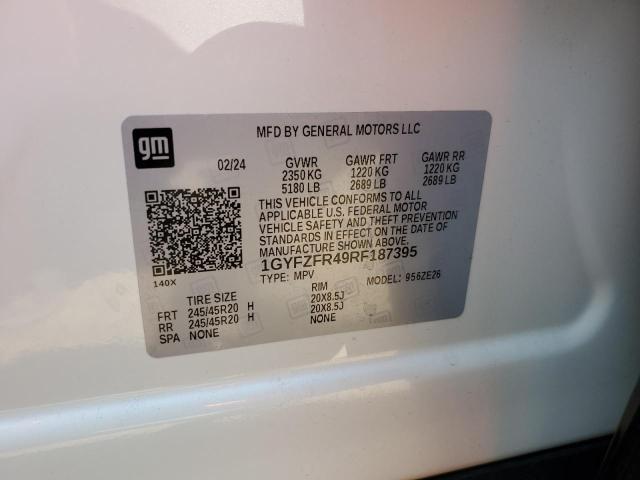 gm
MFD BY GENERAL MOTORS LLC
02/24 GVWR GAWR FRT GAWR RR
2350 KG 1220 KG 1220 KG
5180 LB 2689 LB 2689 LB
THIS VEHICLE CONFORMS TO ALL
APPLICABLE U.S. FEDERAL MOTOR
VEHICLE SAFETY AND THEFT PREVENTION
STANDARDS IN EFFECT ON THE DATE OF
MANUFACTURE SHOWN ABOVE.
1GYFZFR49RF187395
140X
TYPE: MPV MODEL: 956ZE26
TIRE SIZE RIM
FRT 245/45R20 H 20X8.5J
RR 245/45R20 H 20X8.5J
SPA NONE NONE